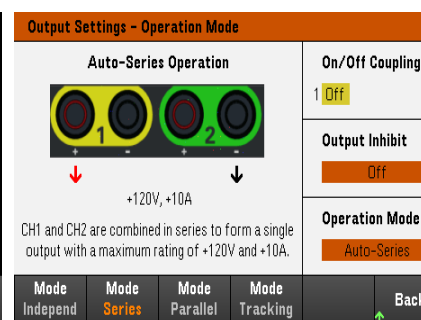 Output Settings - Operation Mode
Auto-Series Operation
1 2
+ - + -
+120V, +10A
CH1 and CH2 are combined in series to form a single
output with a maximum rating of +120V and +10A.
On/Off Coupling
1 Off
Output Inhibit
Off
Operation Mode
Auto-Series
Mode Independ
Mode Series
Mode Parallel
Mode Tracking
Back